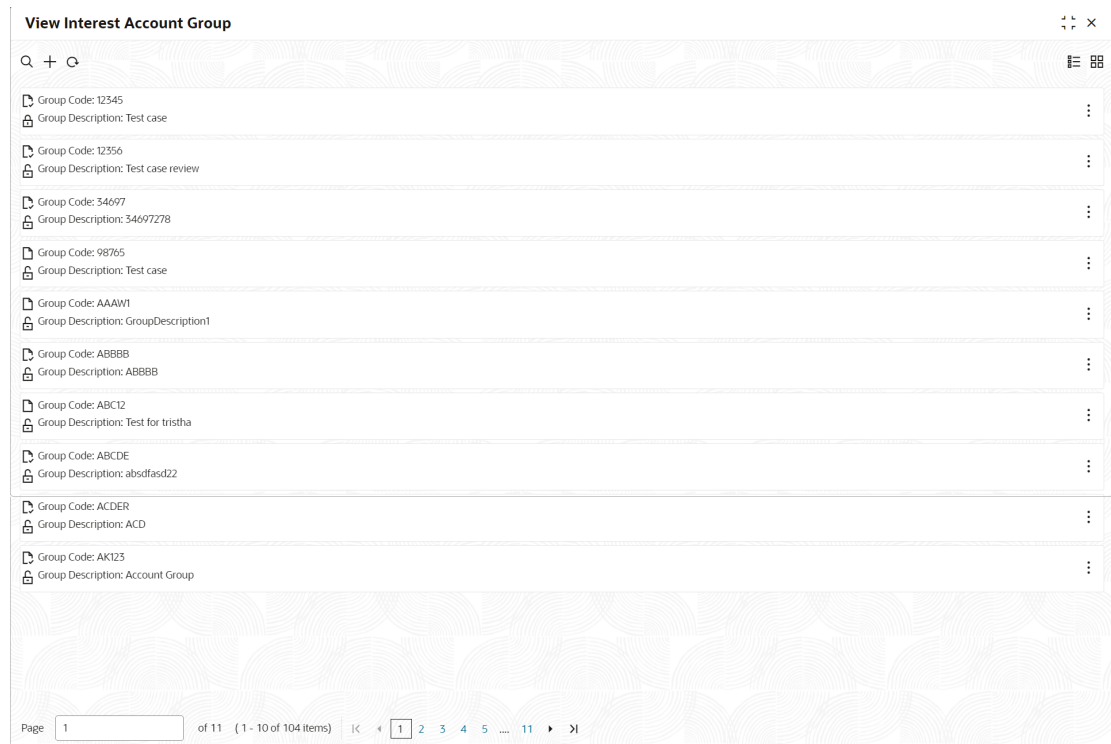 View Interest Account Group
Group Code: 12345
Group Description: Test case
Group Code: 12356
Group Description: Test case review
Group Code: 34697
Group Description: 34697278
Group Code: 98765
Group Description: Test case
Group Code: AAAW1
Group Description: GroupDescription1
Group Code: ABBBB
Group Description: ABBBB
Group Code: ABC12
Group Description: Test for tristha
Group Code: ABCDE
Group Description: absdfasd22
Group Code: ACDER
Group Description: ACD
Group Code: AK123
Group Description: Account Group
Page 1 of 11 ( 1 - 10 of 104 items) 1 2 3 4 5 .... 11